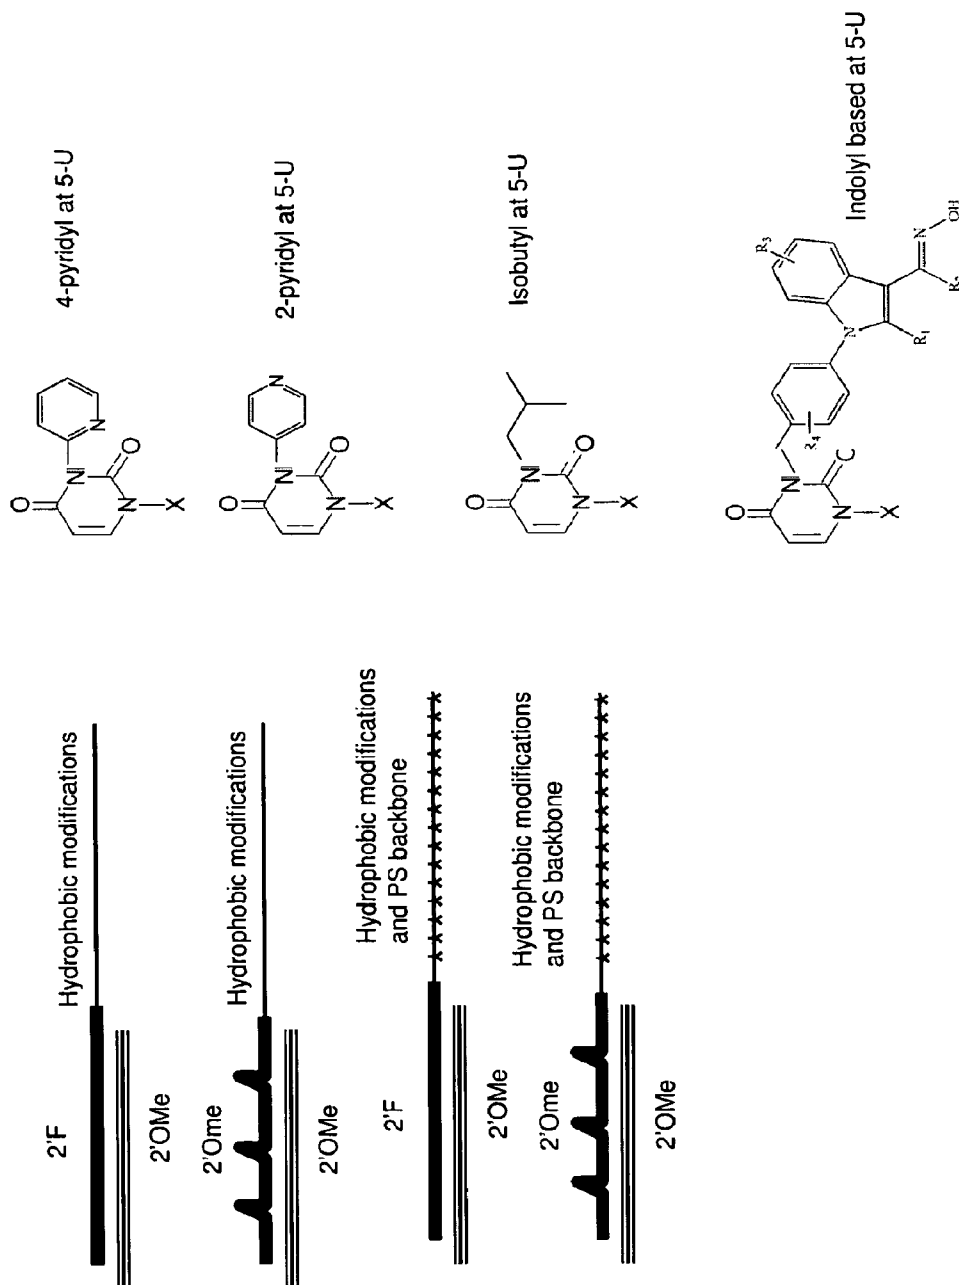 2'F
Hydrophobic modifications
2'OMe
2'Ome
Hydrophobic modifications
2'OMe
2'F
Hydrophobic modifications
and PS backbone
2'OMe
2'Ome
Hydrophobic modifications
and PS backbone
2'OMe
O
N
N
O
N
X
4-pyridyl at 5-U
O
N
N
O
N
X
2-pyridyl at 5-U
O
N
O
N
X
Isobutyl at 5-U
O
N
C
N
X
R4
N
R1
R3
N
OH
Indolyl based at 5-U